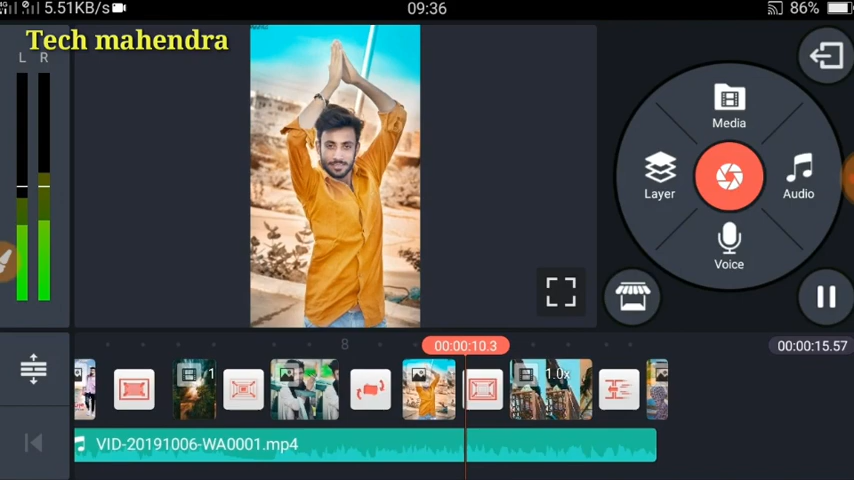 5.51KB/s
09:36
86%
Tech mahendra
L R
Media
Layer
Audio
Voice
8
00:00:10.3
00:00:15.57
1
1.0x
VID-20191006-WA0001.mp4